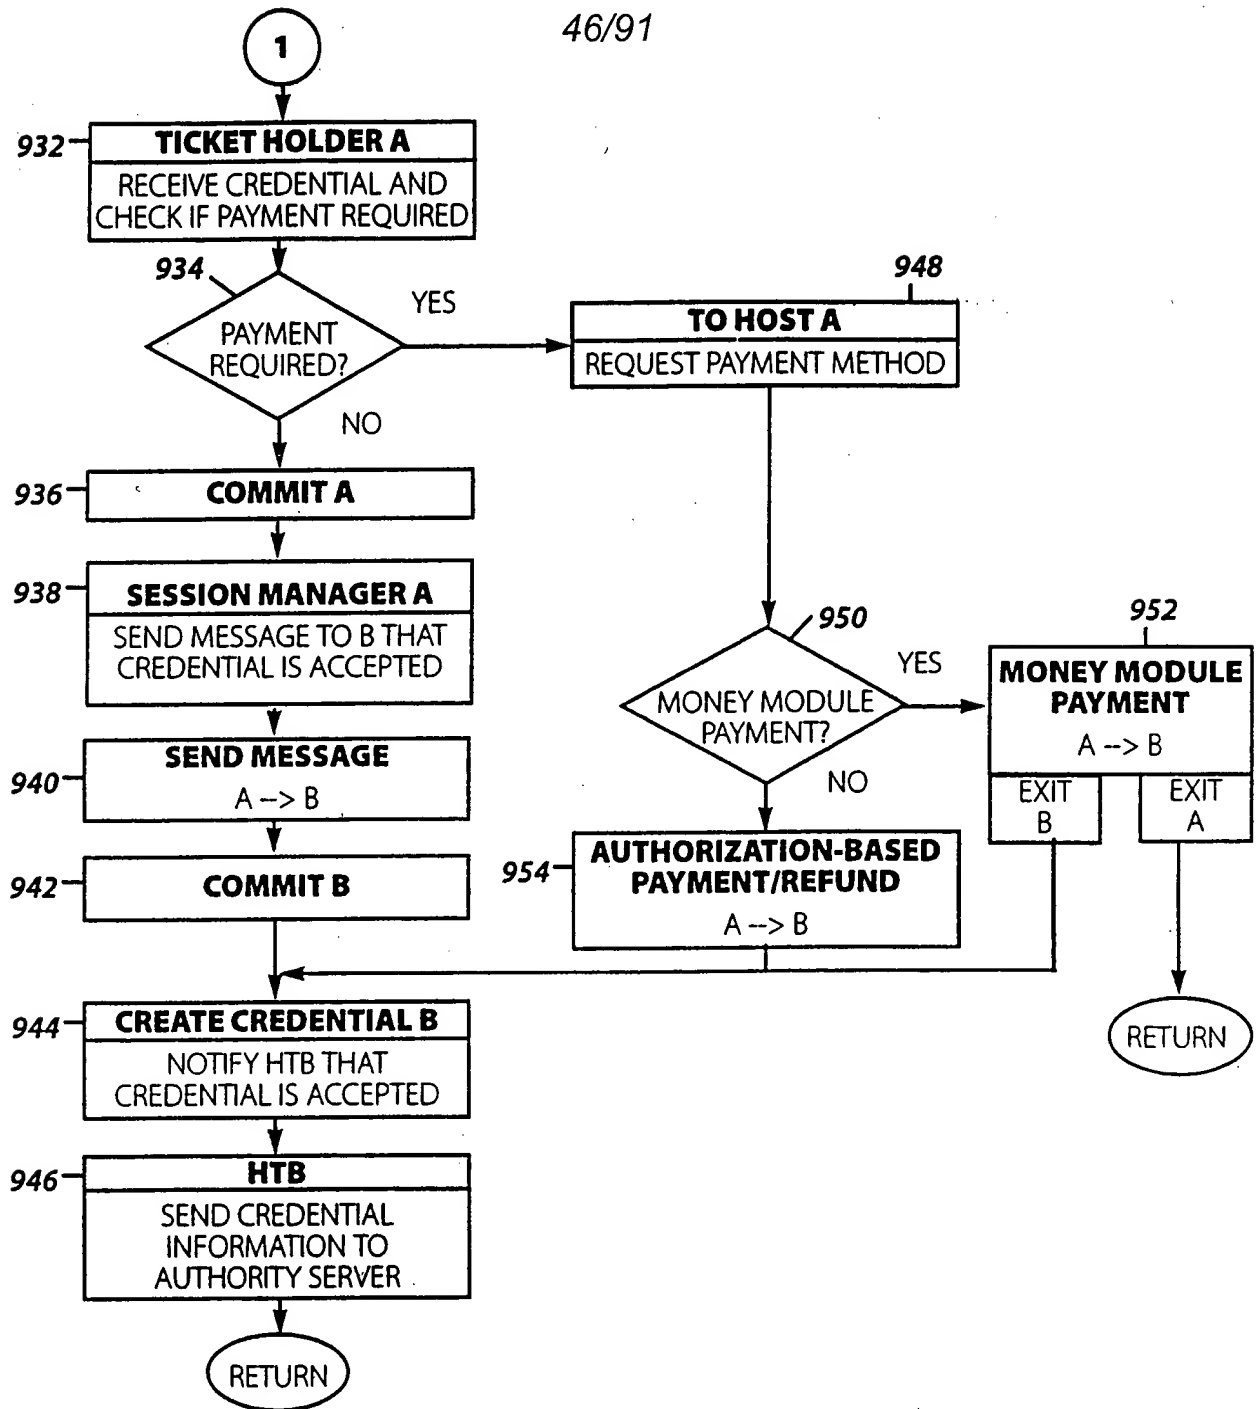 46/91
1
932
TICKET HOLDER A
RECEIVE CREDENTIAL AND
CHECK IF PAYMENT REQUIRED
934
PAYMENT
REQUIRED?
YES
NO
948
TO HOST A
REQUEST PAYMENT METHOD
936
COMMIT A
938
SESSION MANAGER A
SEND MESSAGE TO B THAT
CREDENTIAL IS ACCEPTED
940
SEND MESSAGE
A --> B
942
COMMIT B
950
MONEY MODULE
PAYMENT?
YES
NO
952
MONEY MODULE
PAYMENT
A --> B
EXIT
B
EXIT
A
954
AUTHORIZATION-BASED
PAYMENT/REFUND
A --> B
RETURN
944
CREATE CREDENTIAL B
NOTIFY HTB THAT
CREDENTIAL IS ACCEPTED
946
HTB
SEND CREDENTIAL
INFORMATION TO
AUTHORITY SERVER
RETURN